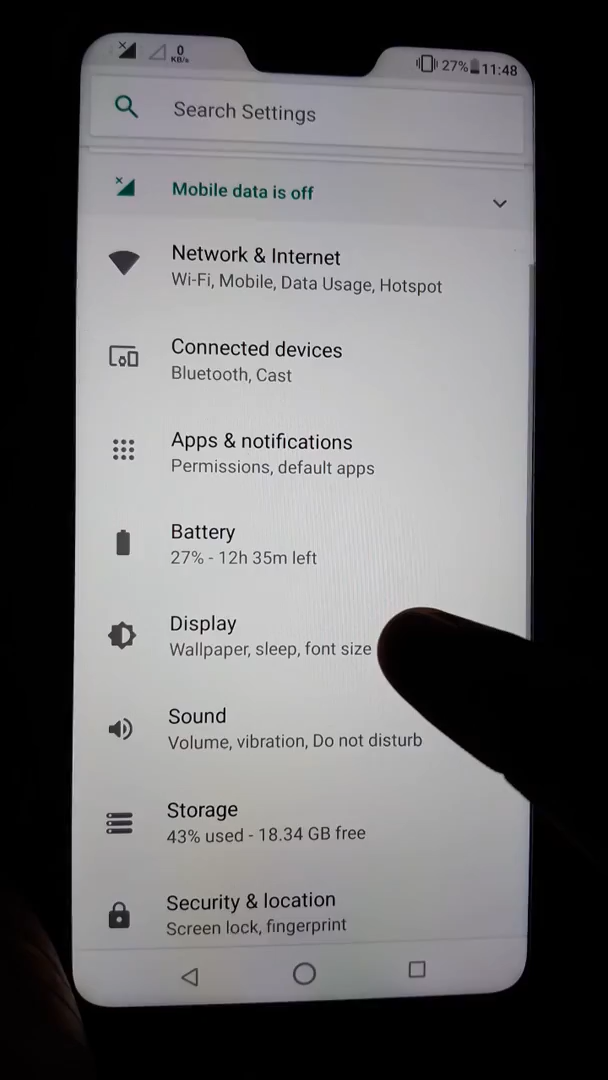 0
KB/s
27% 11:48
Search Settings
Mobile data is off
Network & Internet
Wi-Fi, Mobile, Data Usage, Hotspot
Connected devices
Bluetooth, Cast
Apps & notifications
Permissions, default apps
Battery
27% - 12h 35m left
Display
Wallpaper, sleep, font size
Sound
Volume, vibration, Do not disturb
Storage
43% used - 18.34 GB free
Security & location
Screen lock, fingerprint